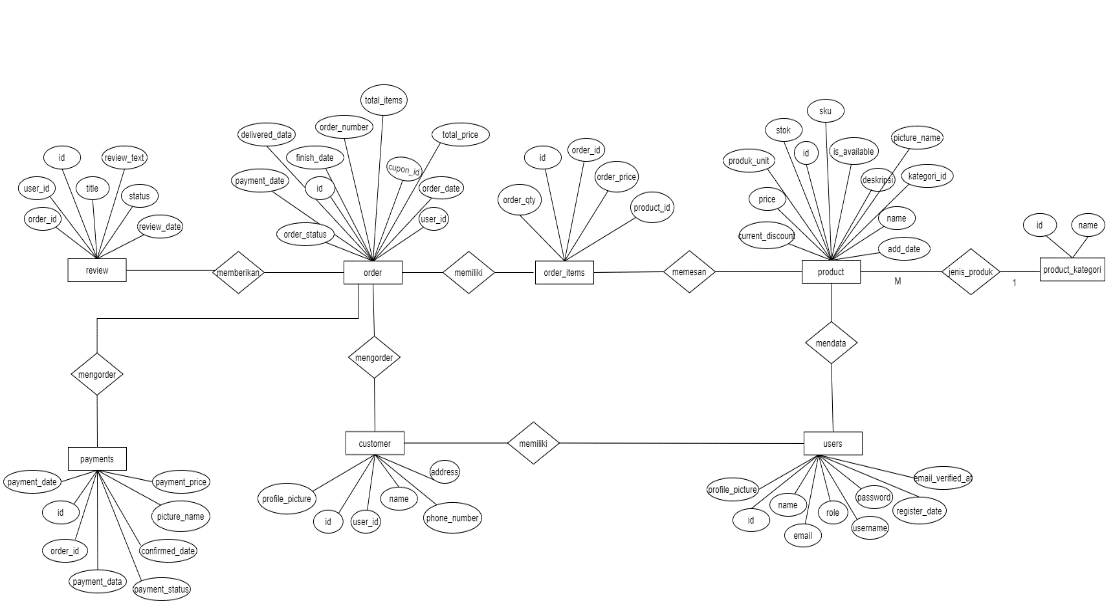 total_items
sku
delivered_data
order_number
total_price
stok
picture_name
id
review_text
finish_date
cupon_id
id
order_id
produk_unit
id
is_available
user_id
title
status
payment_date
id
order_date
order_qty
order_price
price
deskripsi
kategori_id
order_id
review_date
order_status
user_id
product_id
current_discount
name
add_date
id
name
review
memberikan
order
memiliki
order_items
memesan
product
M
jenis_produk
1
product_kategori
mengorder
mengorder
mendata
payments
customer
memiliki
users
payment_date
payment_price
id
picture_name
order_id
confirmed_date
payment_data
payment_status
profile_picture
id
user_id
name
address
phone_number
profile_picture
id
name
email
role
password
username
register_date
email_verified_at